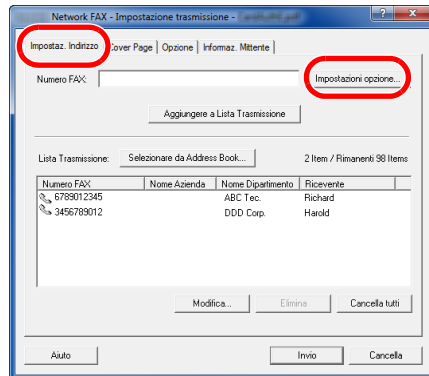 Network FAX - Impostazione trasmissione -
Impostaz. Indirizzo Cover Page Opzione Informaz. Mittente
Numero FAX: Impostazioni opzione...
Aggiungere a Lista Trasmissione
Lista Trasmissione: Selezionare da Address Book... 2 Item / Rimanenti 98 Items
Numero FAX Nome Azienda Nome Dipartimento Ricevente
6789012345 ABC Tec. Richard
3456789012 DDD Corp. Harold
Modifica... Elimina Cancella tutti
Aiuto Invio Cancella